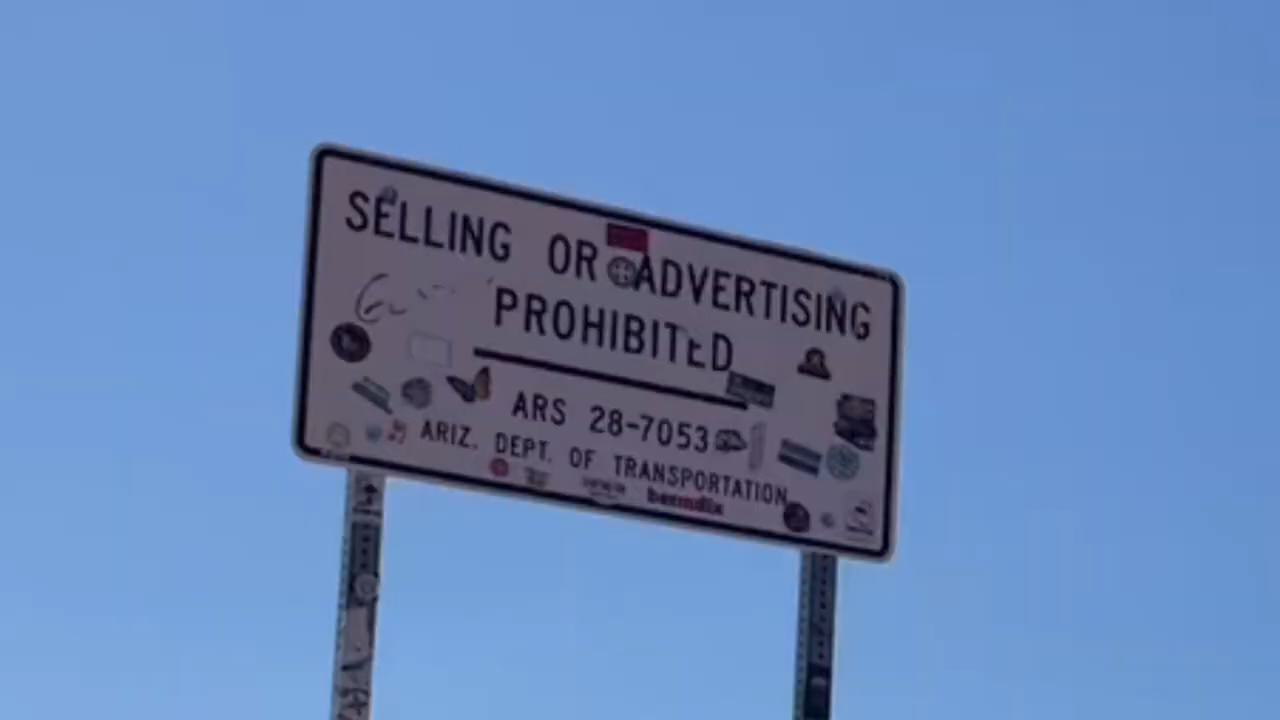 SELLING OR ADVERTISING
PROHIBITED
ARS 28-7053
ARIZ. DEPT. OF TRANSPORTATION